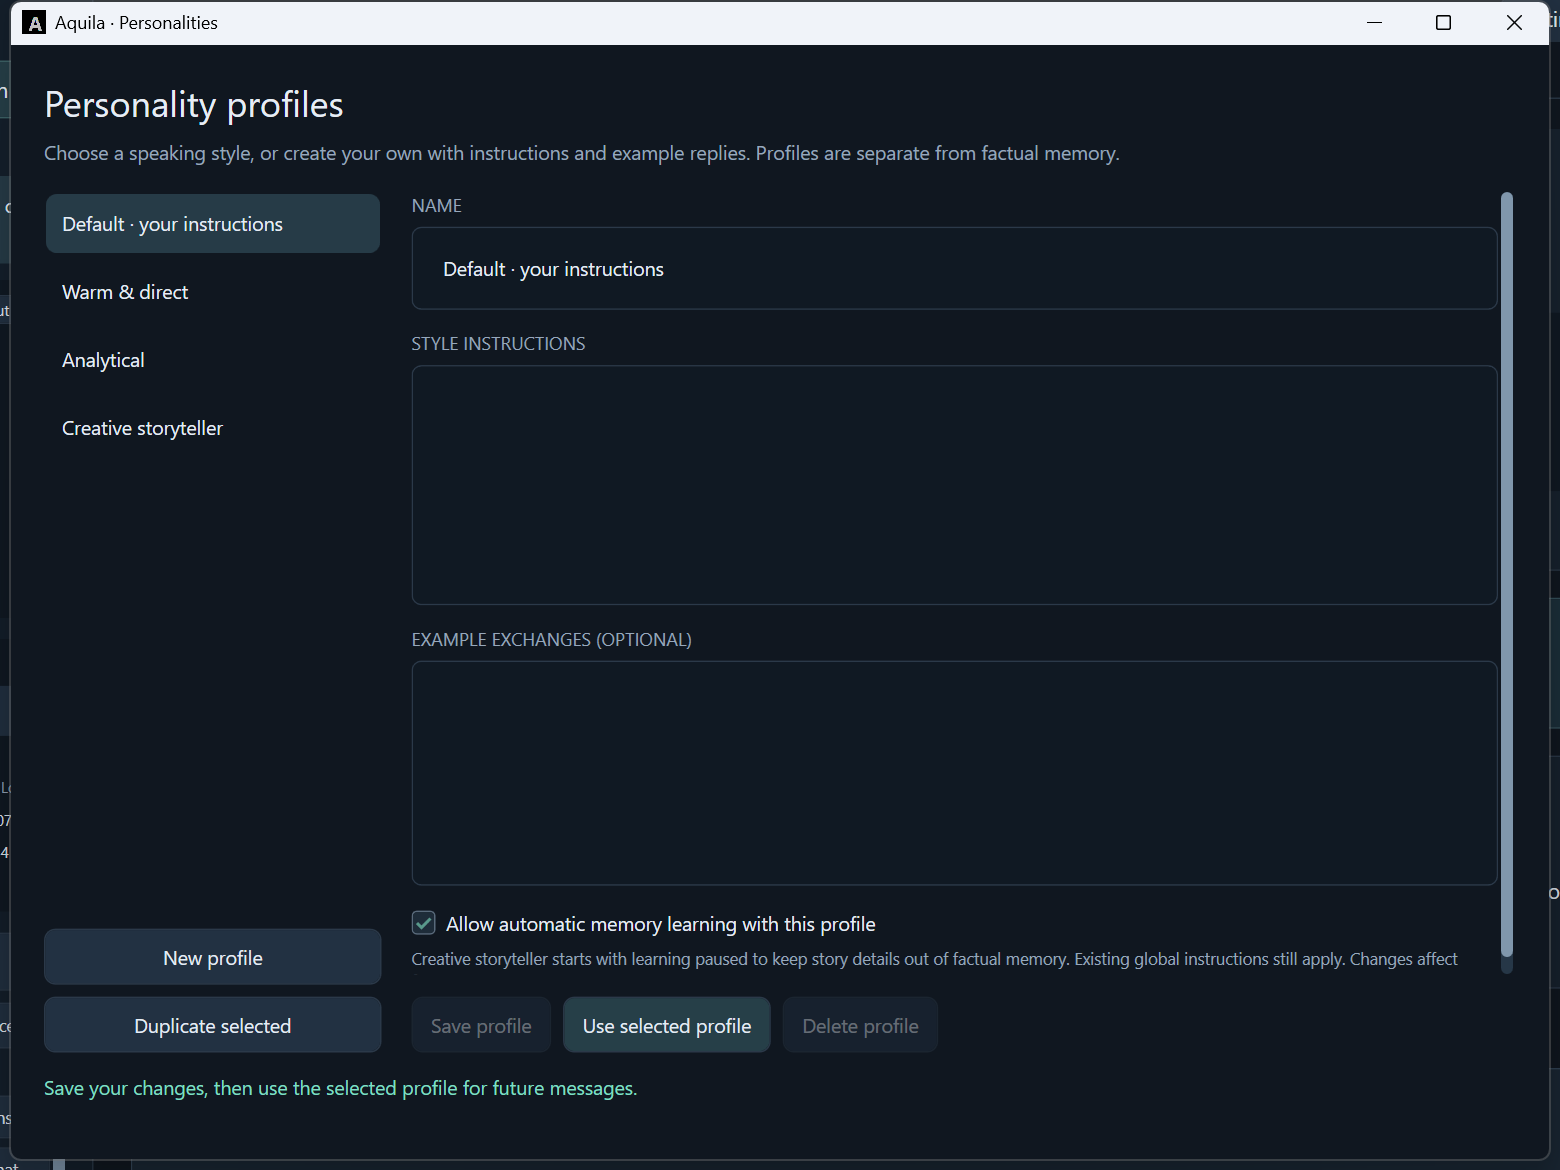 Aquila · Personalities
Personality profiles
Choose a speaking style, or create your own with instructions and example replies. Profiles are separate from factual memory.
Default · your instructions
Warm & direct
Analytical
Creative storyteller
New profile
Duplicate selected
NAME
Default · your instructions
STYLE INSTRUCTIONS
EXAMPLE EXCHANGES (OPTIONAL)
Allow automatic memory learning with this profile
Creative storyteller starts with learning paused to keep story details out of factual memory. Existing global instructions still apply. Changes affect
Save profile
Use selected profile
Delete profile
Save your changes, then use the selected profile for future messages.